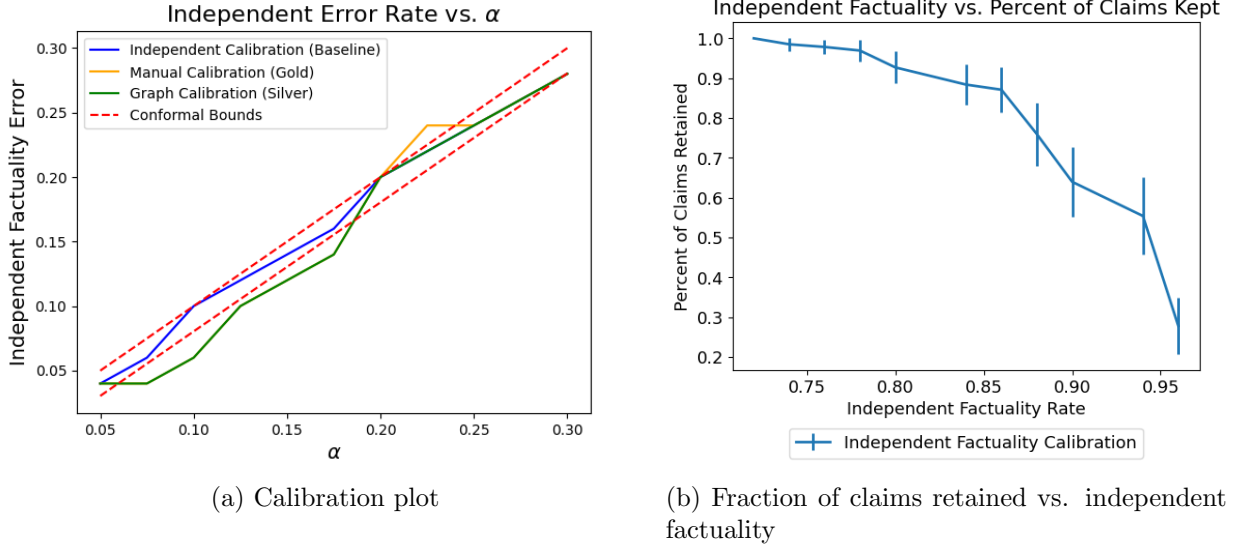 Independent Error Rate vs. α
Independent Factuality Error
0.30
0.25
0.20
0.15
0.10
0.05
Independent Calibration (Baseline)
Manual Calibration (Gold)
Graph Calibration (Silver)
Conformal Bounds
0.05 0.10 0.15 0.20 0.25 0.30
α
(a) Calibration plot
Independent Factuality vs. Percent of Claims Kept
Percent of Claims Retained
1.0
0.9
0.8
0.7
0.6
0.5
0.4
0.3
0.2
0.75 0.80 0.85 0.90 0.95
Independent Factuality Rate
Independent Factuality Calibration
(b) Fraction of claims retained vs. independent
factuality